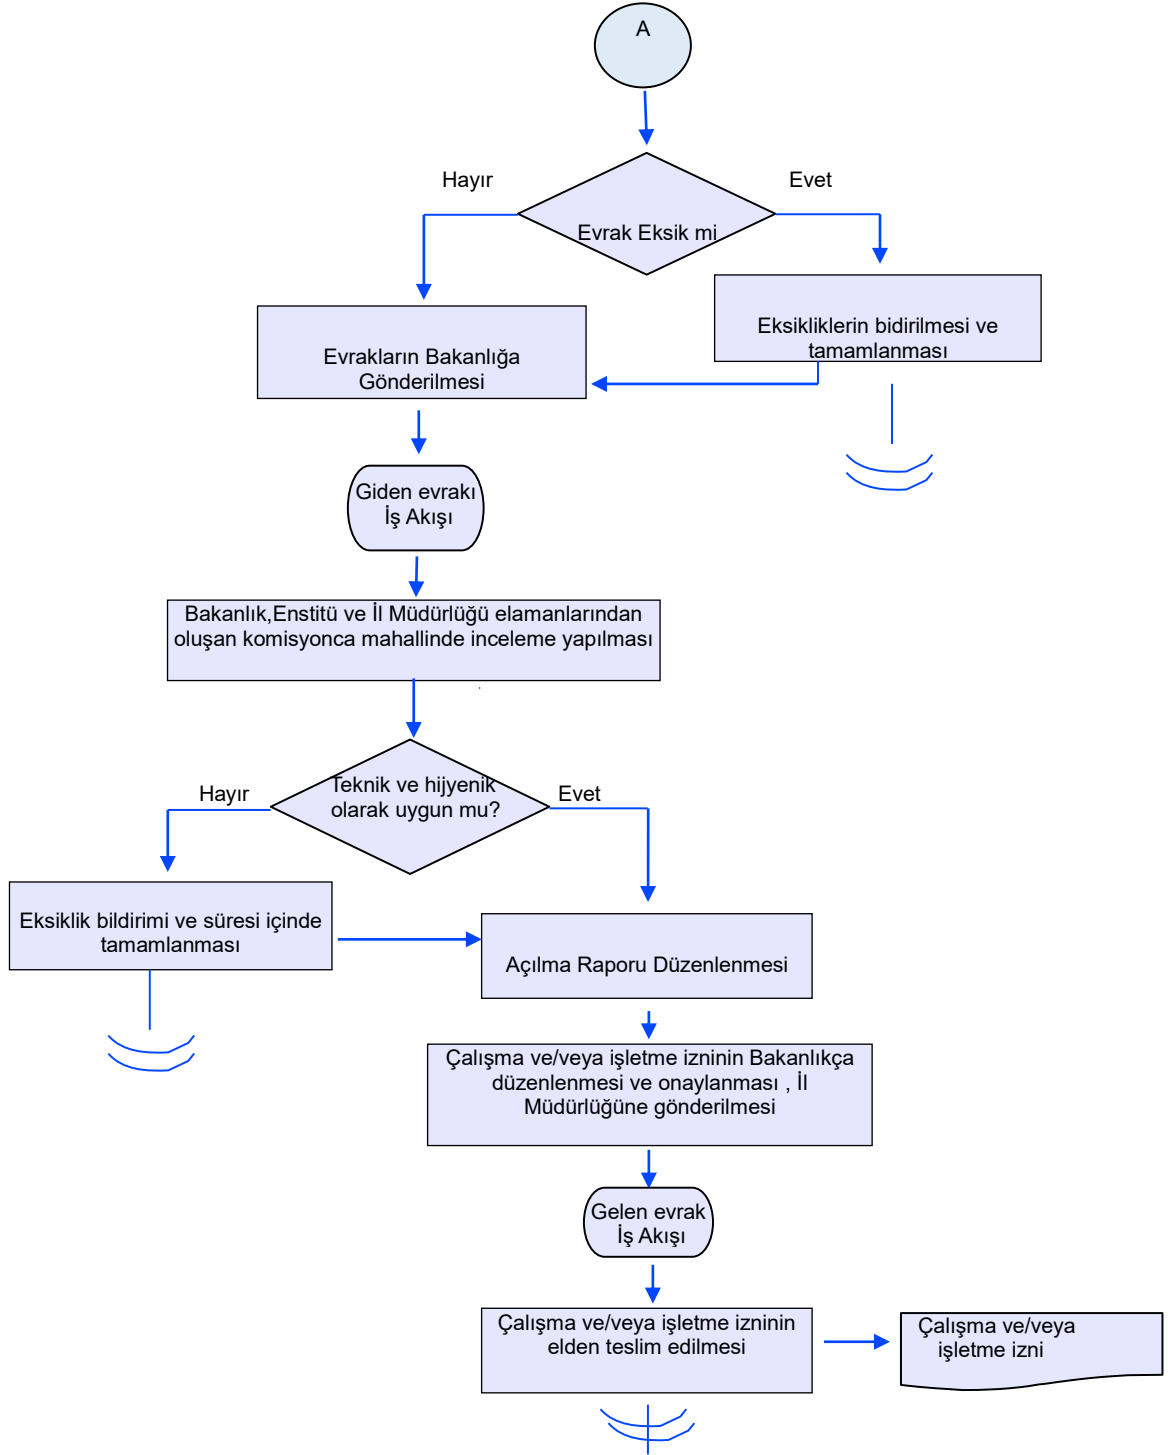 A
Hayır
Evet
Evrak Eksik mi
Eksikliklerin bidirilmesi ve
tamamlanması
Evrakların Bakanlığa
Gönderilmesi
Giden evrakı
İş Akışı
Bakanlık,Enstitü ve İl Müdürlüğü elamanlarından
oluşan komisyonca mahallinde inceleme yapılması
Teknik ve hijyenik
olarak uygun mu?
Hayır
Evet
Eksiklik bildirimi ve süresi içinde
tamamlanması
Açılma Raporu Düzenlenmesi
Çalışma ve/veya işletme izninin Bakanlıkça
düzenlenmesi ve onaylanması , İl
Müdürlüğüne gönderilmesi
Gelen evrak
İş Akışı
Çalışma ve/veya işletme izninin
elden teslim edilmesi
Çalışma ve/veya
işletme izni